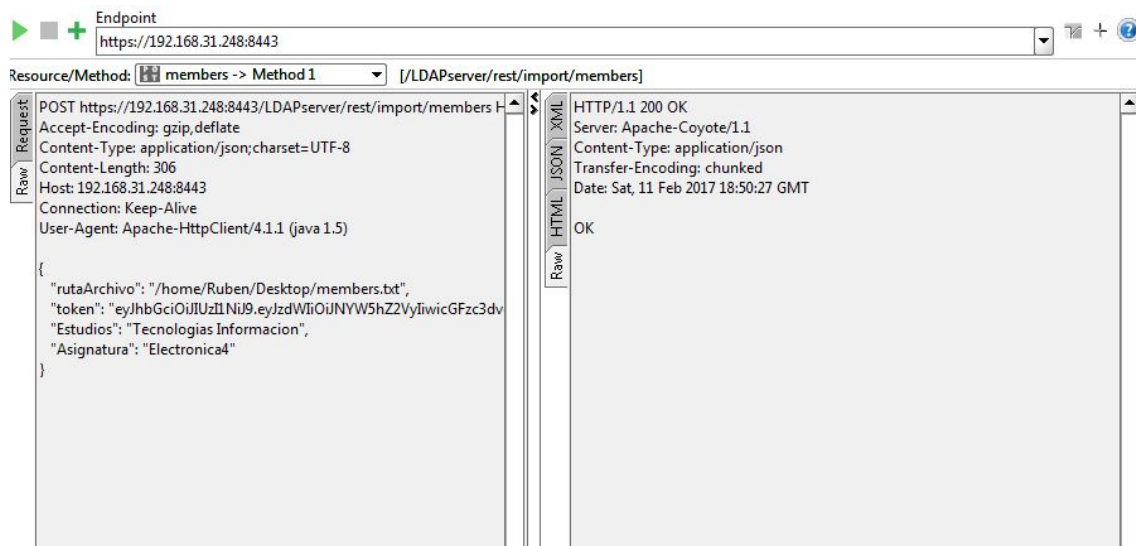 Endpoint
https://192.168.31.248:8443
Resource/Method: members -> Method 1 [/LDAPserver/rest/import/members]
Request
Raw
POST https://192.168.31.248:8443/LDAPserver/rest/import/members H
Accept-Encoding: gzip,deflate
Content-Type: application/json;charset=UTF-8
Content-Length: 306
Host: 192.168.31.248:8443
Connection: Keep-Alive
User-Agent: Apache-HttpClient/4.1.1 (java 1.5)
{
"rutaArchivo": "/home/Ruben/Desktop/members.txt",
"token": "eyJhbGciOiJIUzI1NiJ9.eyJzdWIiOiJNYW5hZ2VyIiwicGFzc3dv
"Estudios": "Tecnologias Informacion",
"Asignatura": "Electronica4"
}
XML
JSON
HTML
Raw
HTTP/1.1 200 OK
Server: Apache-Coyote/1.1
Content-Type: application/json
Transfer-Encoding: chunked
Date: Sat, 11 Feb 2017 18:50:27 GMT
OK